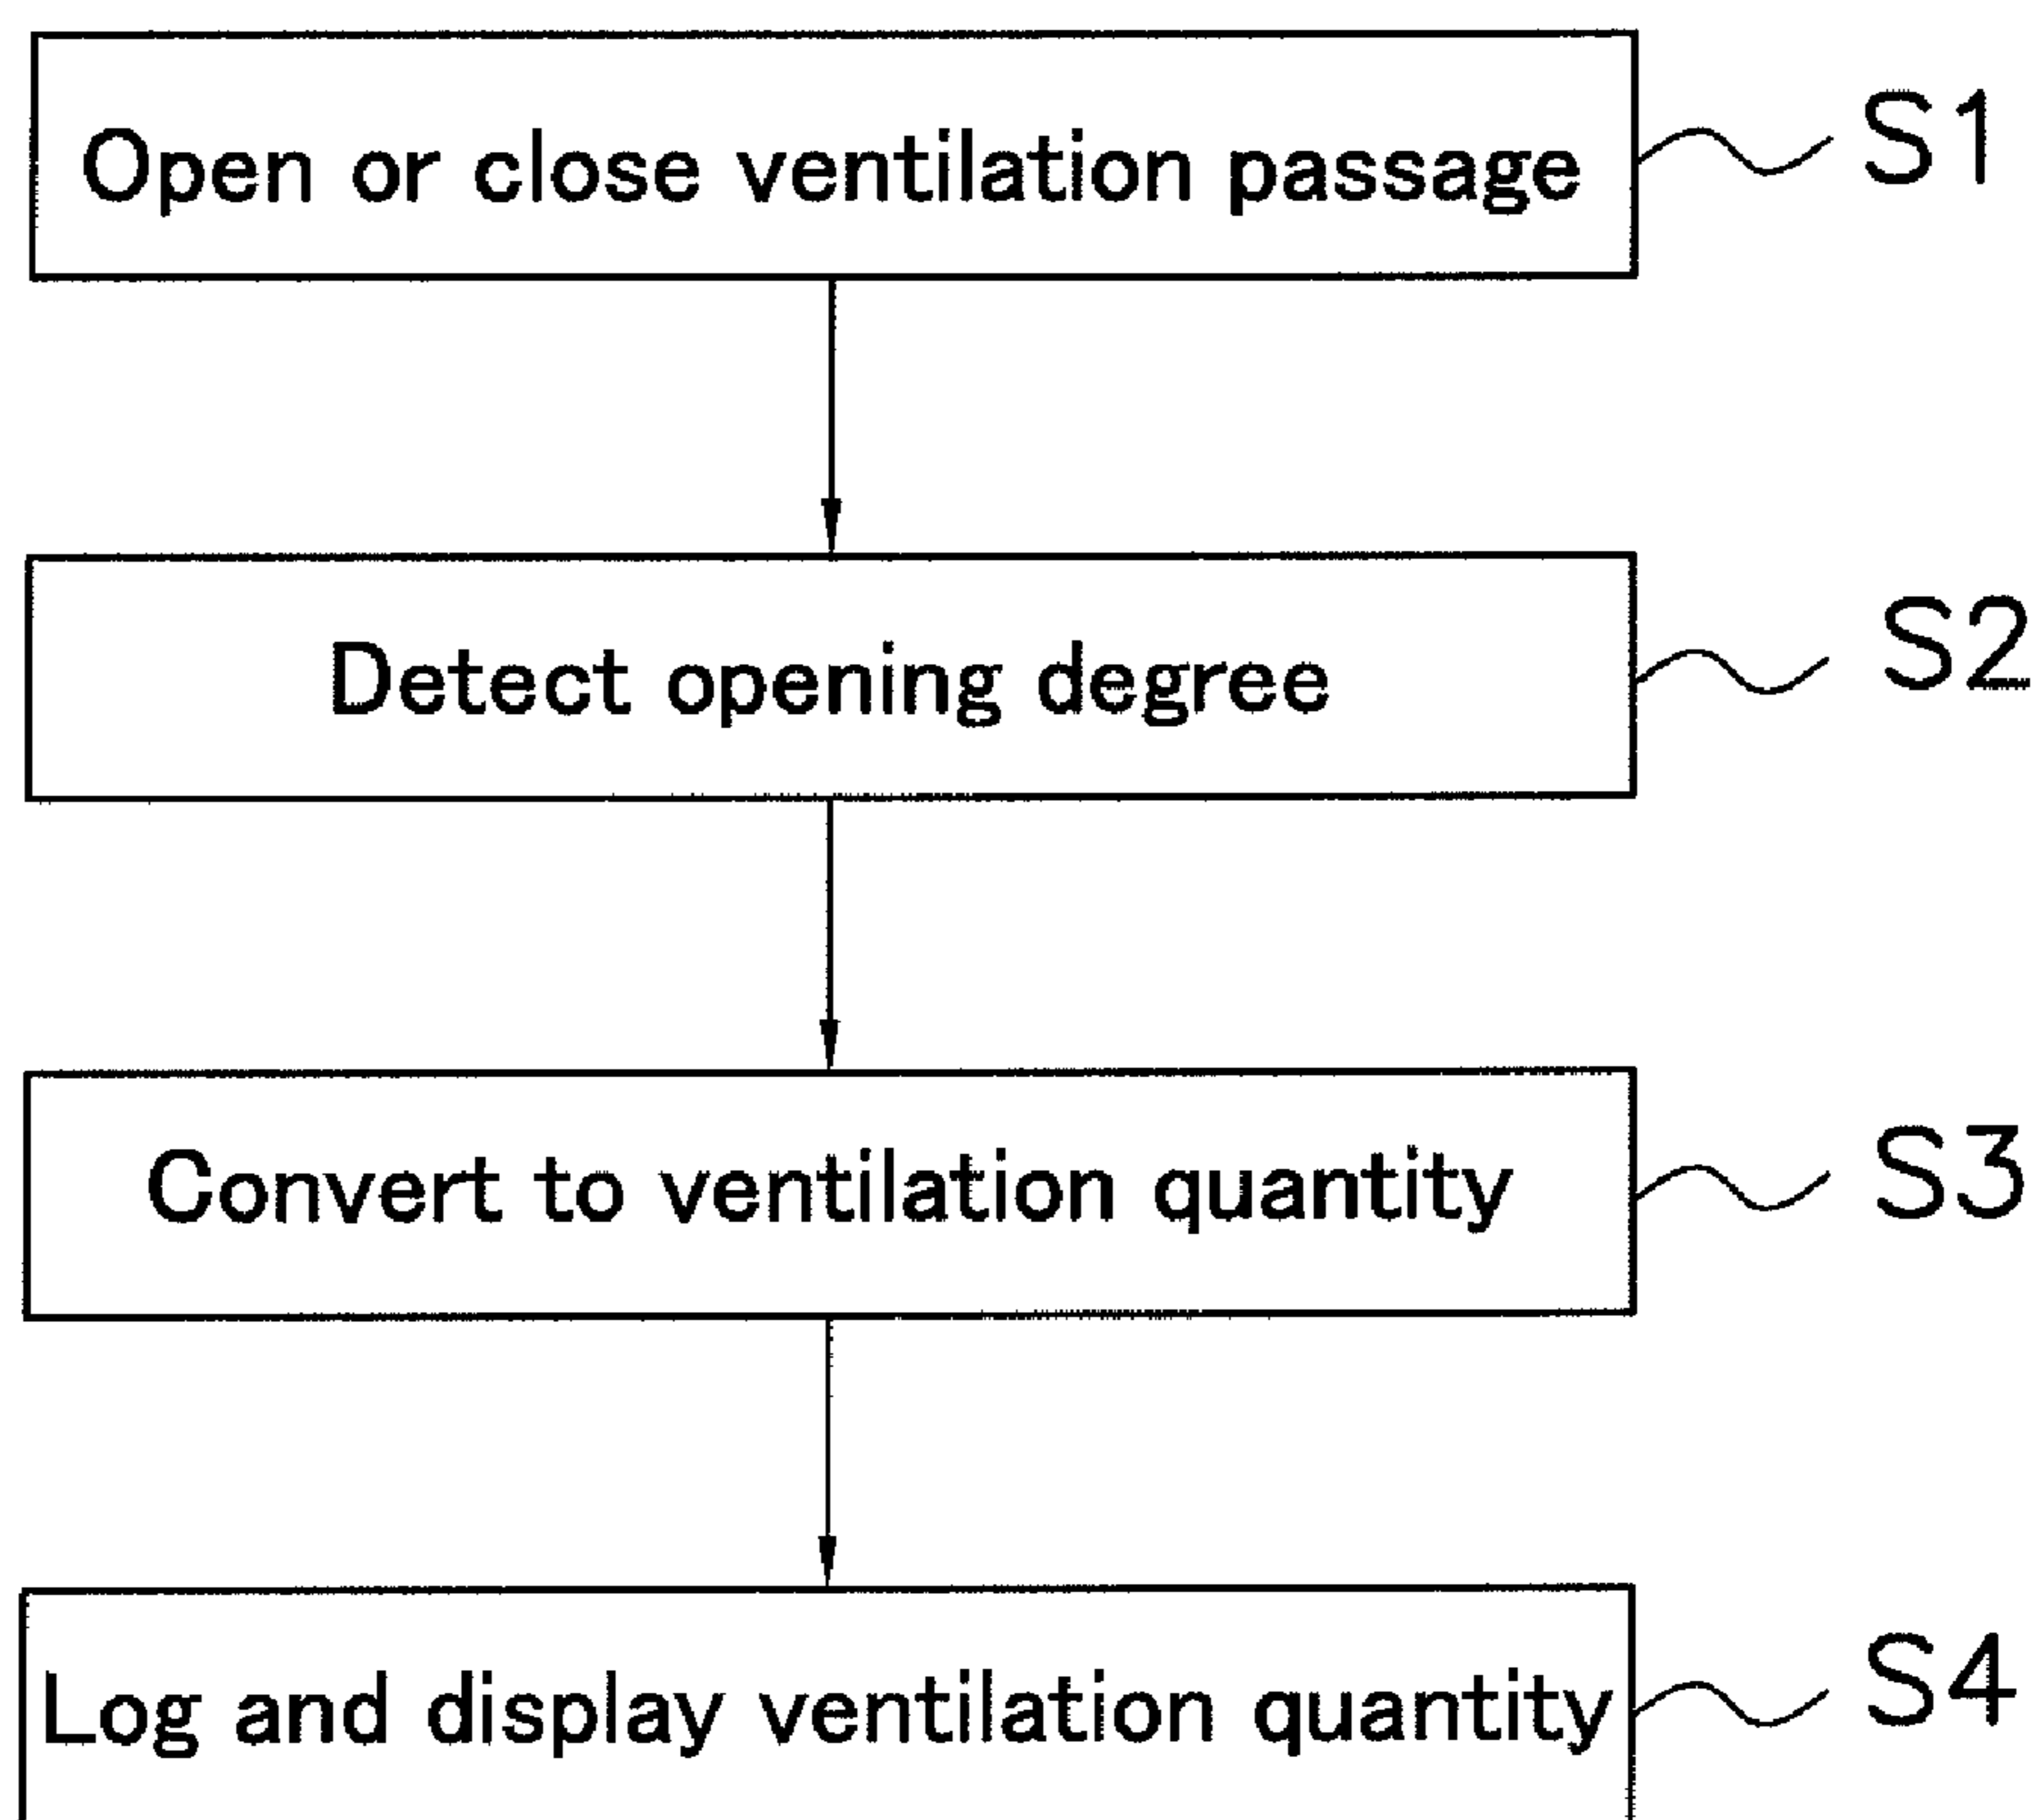 Open or close ventilation passage S1
Detect opening degree S2
Convert to ventilation quantity S3
Log and display ventilation quantity S4